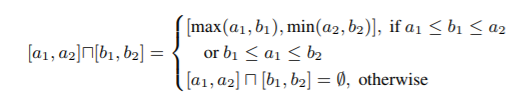 [max(a₁, b₁), min(a₂, b₂)], if a₁ ≤ b₁ ≤ a₂
[a₁, a₂]⊓[b₁, b₂] = { or b₁ ≤ a₁ ≤ b₂
[a₁, a₂] ⊓ [b₁, b₂] = ∅, otherwise